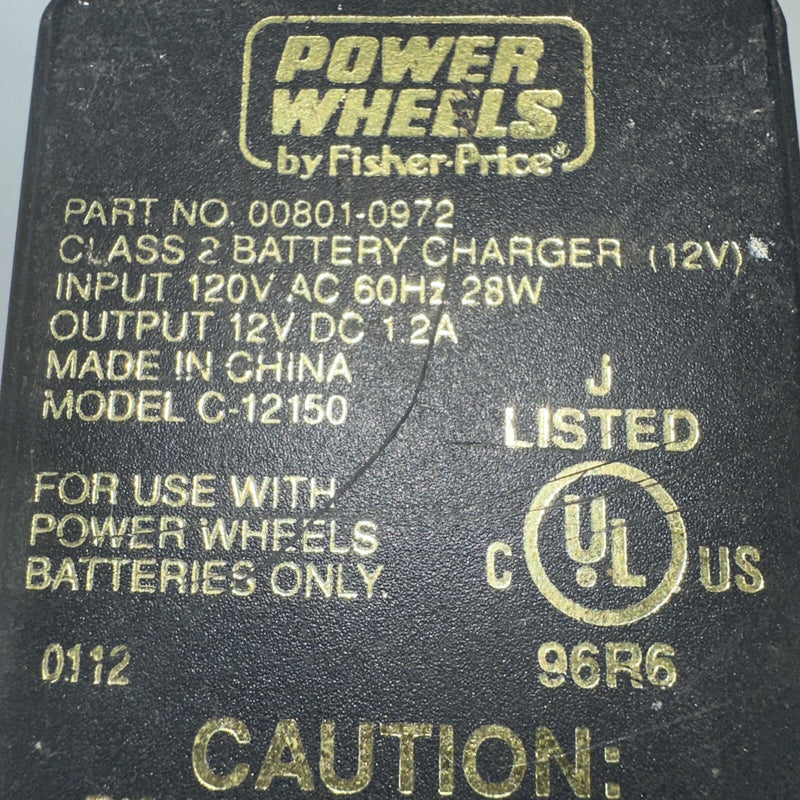 POWER
WHEELS
by Fisher-Price®
PART NO. 00801-0972
CLASS 2 BATTERY CHARGER (12V)
INPUT 120V AC 60Hz 28W
OUTPUT 12V DC 1.2A
MADE IN CHINA
MODEL C-12150
J
LISTED
FOR USE WITH
POWER WHEELS
BATTERIES ONLY.
C UL US
0112
96R6
CAUTION: